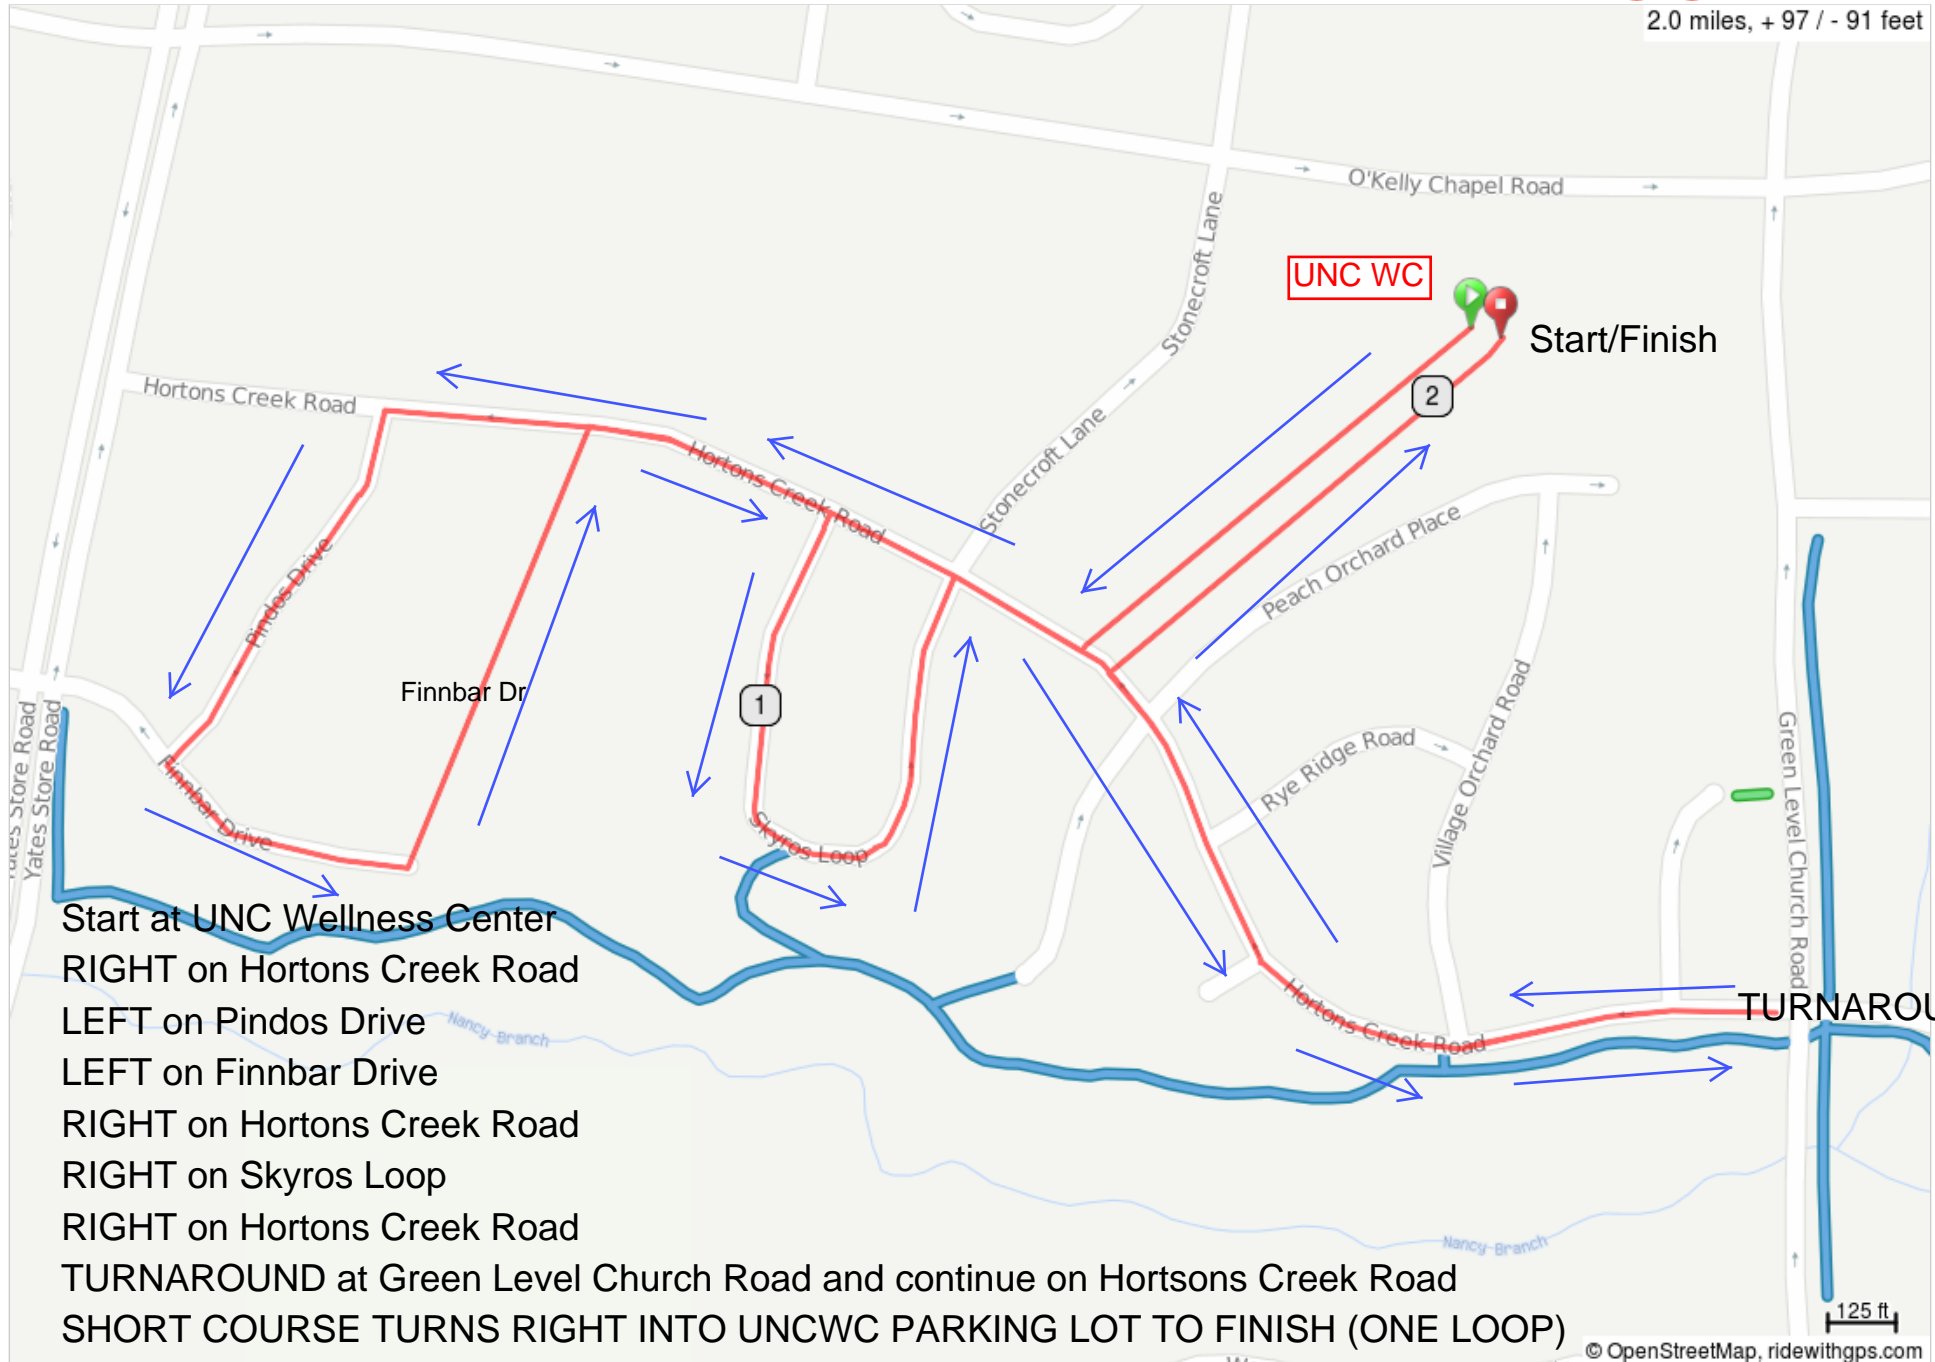 2.0 miles, + 97 / - 91 feet
O'Kelly Chapel Road
Stonecroft Lane
UNC WC
Start/Finish
Hortons Creek Road
2
Stonecroft Lane
Hortons Creek Road
Peach Orchard Place
Pindos Drive
Finnbar Dr
1
Village Orchard Road
Rye Ridge Road
Green Level Church Road
Yates Store Road
Yates Store Road
Finnbar Drive
Skyros Loop
Start at UNC Wellness Center
RIGHT on Hortons Creek Road
LEFT on Pindos Drive
LEFT on Finnbar Drive
RIGHT on Hortons Creek Road
RIGHT on Skyros Loop
RIGHT on Hortons Creek Road
TURNAROUND at Green Level Church Road and continue on Hortsons Creek Road
SHORT COURSE TURNS RIGHT INTO UNCWC PARKING LOT TO FINISH (ONE LOOP)
Hortons Creek Road
TURNAROU
Nancy Branch
Nancy Branch
125 ft
© OpenStreetMap, ridewithgps.com